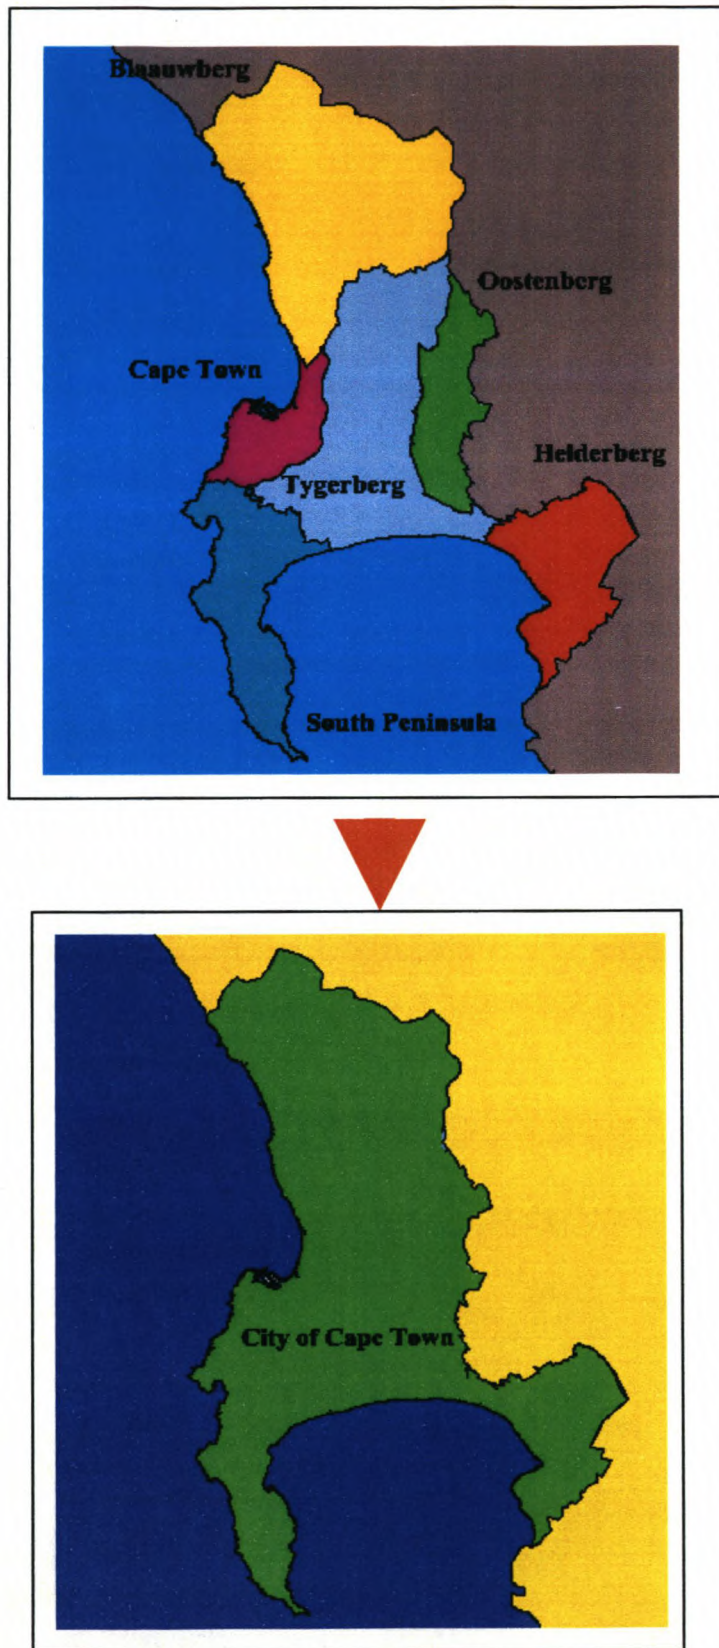 Blaauwberg
Oostenberg
Cape Town
Helderberg
Tygerberg
South Peninsula
City of Cape Town